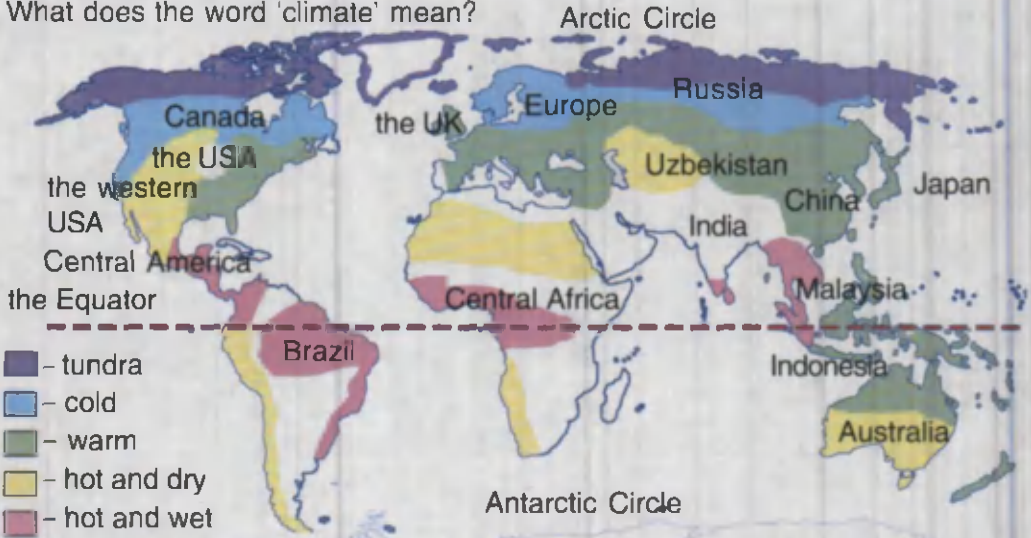 What does the word 'climate' mean?
Arctic Circle
Canada
the UK
Europe
Russia
the USA
the western
USA
Uzbekistan
China
Japan
India
Central America
the Equator
Central Africa
Malaysia
Brazil
Indonesia
Australia
Antarctic Circle
– tundra
– cold
– warm
– hot and dry
– hot and wet